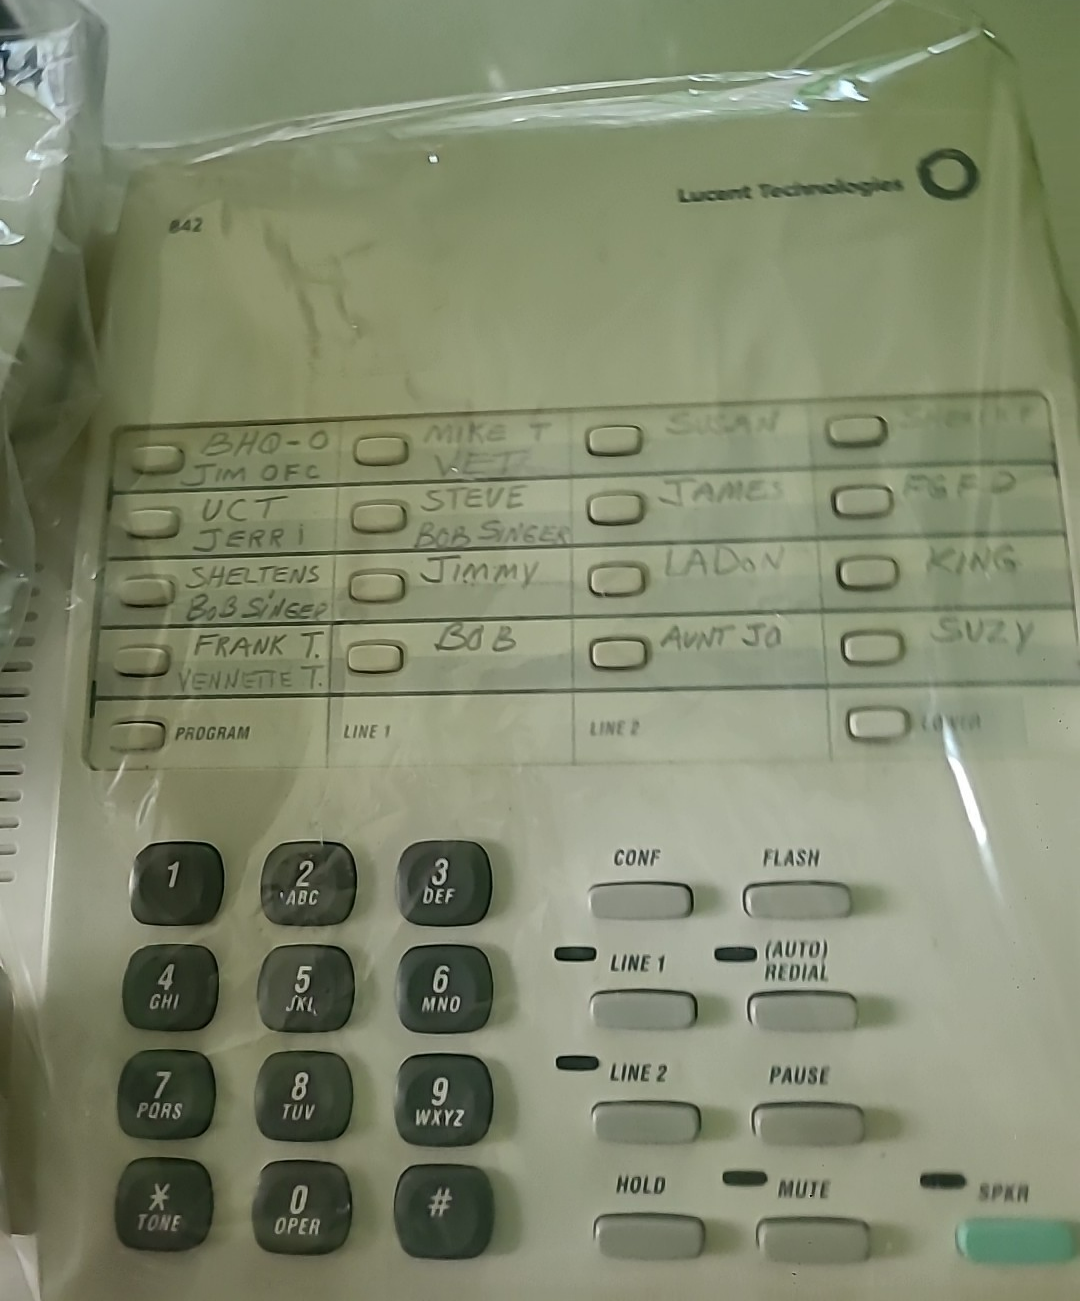 Lucent Technologies
842
BHQ-O
JIM OFC
MIKE T
VET
SUSAN
UCT
JERRi
STEVE
BOB SINGER
JAMES
FGFD
SHELTENS
BOB SINGER
JIMMY
LADON
KING
FRANK T.
VENNETTE T.
BOB
AUNT JO
SUZY
PROGRAM
LINE 1
LINE 2
LOWER
1
2
ABC
3
DEF
CONF
FLASH
4
GHI
5
JKL
6
MNO
LINE 1
(AUTO)
REDIAL
7
PQRS
8
TUV
9
WXYZ
LINE 2
PAUSE
*
TONE
0
OPER
#
HOLD
MUTE
SPKR